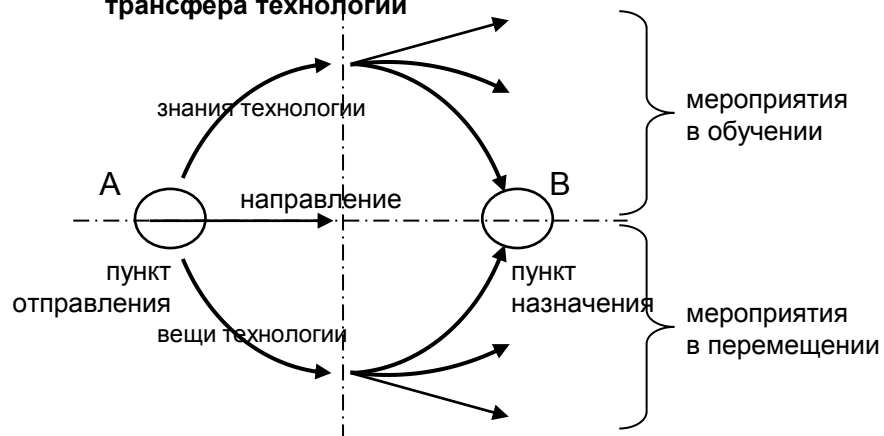 трансфера технологии
знания технологии
мероприятия
в обучении
A
B
направление
пункт
отправления
пункт
назначения
вещи технологии
мероприятия
в перемещении